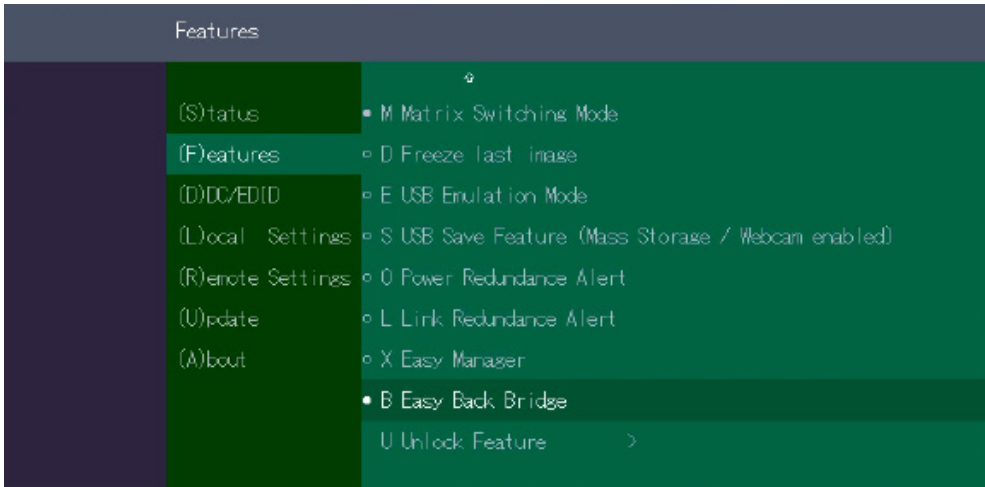 Features
(S)tatus
(F)eatures
(D)DC/EDID
(L)ocal Settings
(R)emote Settings
(U)pdate
(A)bout
M Matrix Switching Mode
D Freeze last image
E USB Emulation Mode
S USB Save Feature (Mass Storage / Webcam enabled)
O Power Redundance Alert
L Link Redundance Alert
X Easy Manager
B Easy Back Bridge
U Unlock Feature >